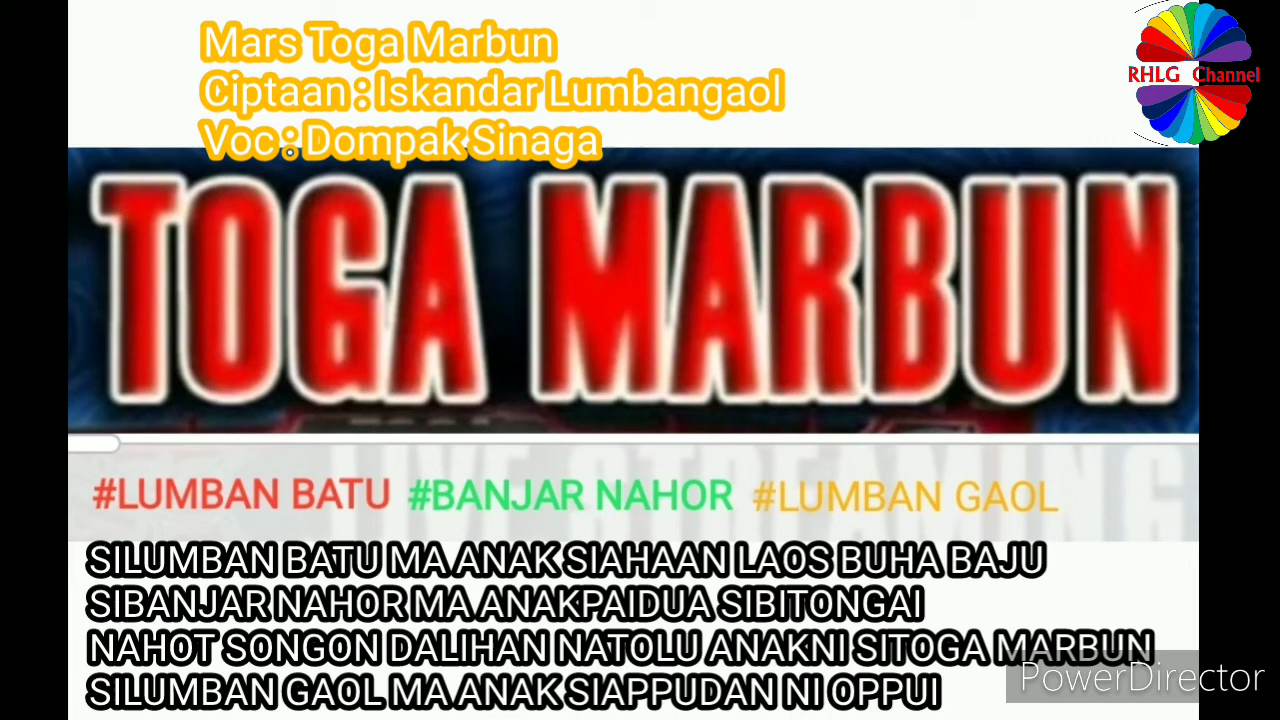 Mars Toga Marbun
Ciptaan : Iskandar Lumbangaol
Voc : Dompak Sinaga
RHLG Channel
TOGA MARBUN
LIVE STREAMING
#LUMBAN BATU #BANJAR NAHOR #LUMBAN GAOL
SILUMBAN BATU MA ANAK SIAHAAN LAOS BUHA BAJU
SIBANJAR NAHOR MA ANAKPAIDUA SIBITONGAI
NAHOT SONGON DALIHAN NATOLU ANAKNI SITOGA MARBUN
SILUMBAN GAOL MA ANAK SIAPPUDAN NI OPPUI
PowerDirector